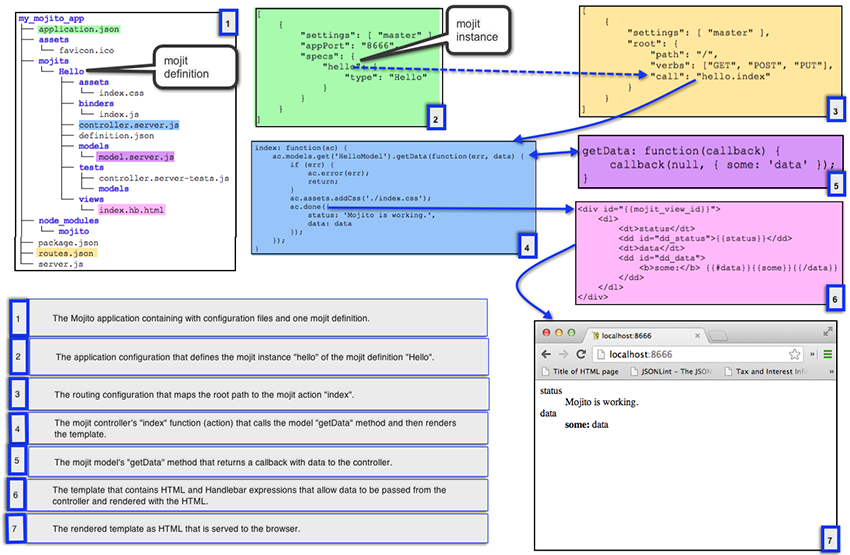 my_mojito_app
application.json
assets
favicon.ico
mojits
Hello
assets
index.css
binders
index.js
controller.server.js
definition.json
models
model.server.js
tests
controller.server-tests.js
models
views
index.hb.html
node_modules
mojito
package.json
routes.json
server.js
1
mojit
definition
[
{
"settings": [ "master" ],
"appPort": "8666",
"specs": {
"hello": {
"type": "Hello"
}
}
}
]
2
mojit
instance
[
{
"settings": [ "master" ],
"root": {
"path": "/",
"verbs": ["GET", "POST", "PUT"],
"call": "hello.index"
}
}
]
3
index: function(ac) {
ac.models.get('HelloModel').getData(function(err, data) {
if (err) {
ac.error(err);
return;
}
ac.assets.addCss('./index.css');
ac.done({
status: 'Mojito is working.',
data: data
});
});
}
4
getData: function(callback) {
callback(null, { some: 'data' });
}
5
<div id="{{mojit_view_id}}">
<dl>
<dt>status</dt>
<dd id="dd_status">{{status}}</dd>
<dt>data</dt>
<dd id="dd_data">
<b>some:</b> {{#data}}{{some}}{{/data}}
</dd>
</dl>
</div>
6
1 The Mojito application containing with configuration files and one mojit definition.
2 The application configuration that defines the mojit instance "hello" of the mojit definition "Hello".
3 The routing configuration that maps the root path to the mojit action "index".
4 The mojit controller's "index" function (action) that calls the model "getData" method and then renders
the template.
5 The mojit model's "getData" method that returns a callback with data to the controller.
6 The template that contains HTML and Handlebar expressions that allow data to be passed from the
controller and rendered with the HTML.
7 The rendered template as HTML that is served to the browser.
localhost:8666
localhost:8666
Title of HTML page JSONLint - The JSON Tax and Interest Info
status
Mojito is working.
data
some: data
7